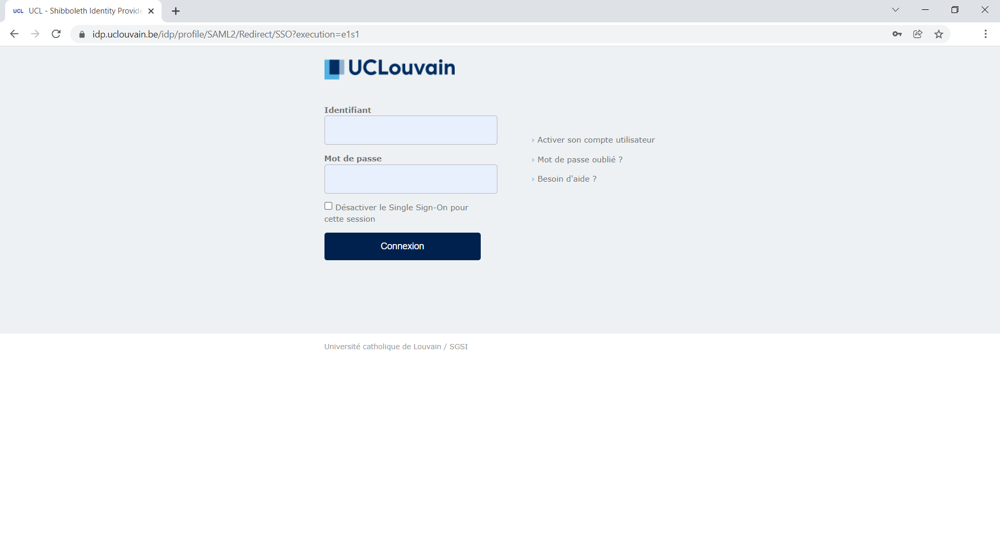 UCL UCL - Shibboleth Identity Provide
idp.uclouvain.be/idp/profile/SAML2/Redirect/SSO?execution=e1s1
UCLouvain
Identifiant
Mot de passe
Désactiver le Single Sign-On pour
cette session
Connexion
› Activer son compte utilisateur
› Mot de passe oublié ?
› Besoin d'aide ?
Université catholique de Louvain / SGSI